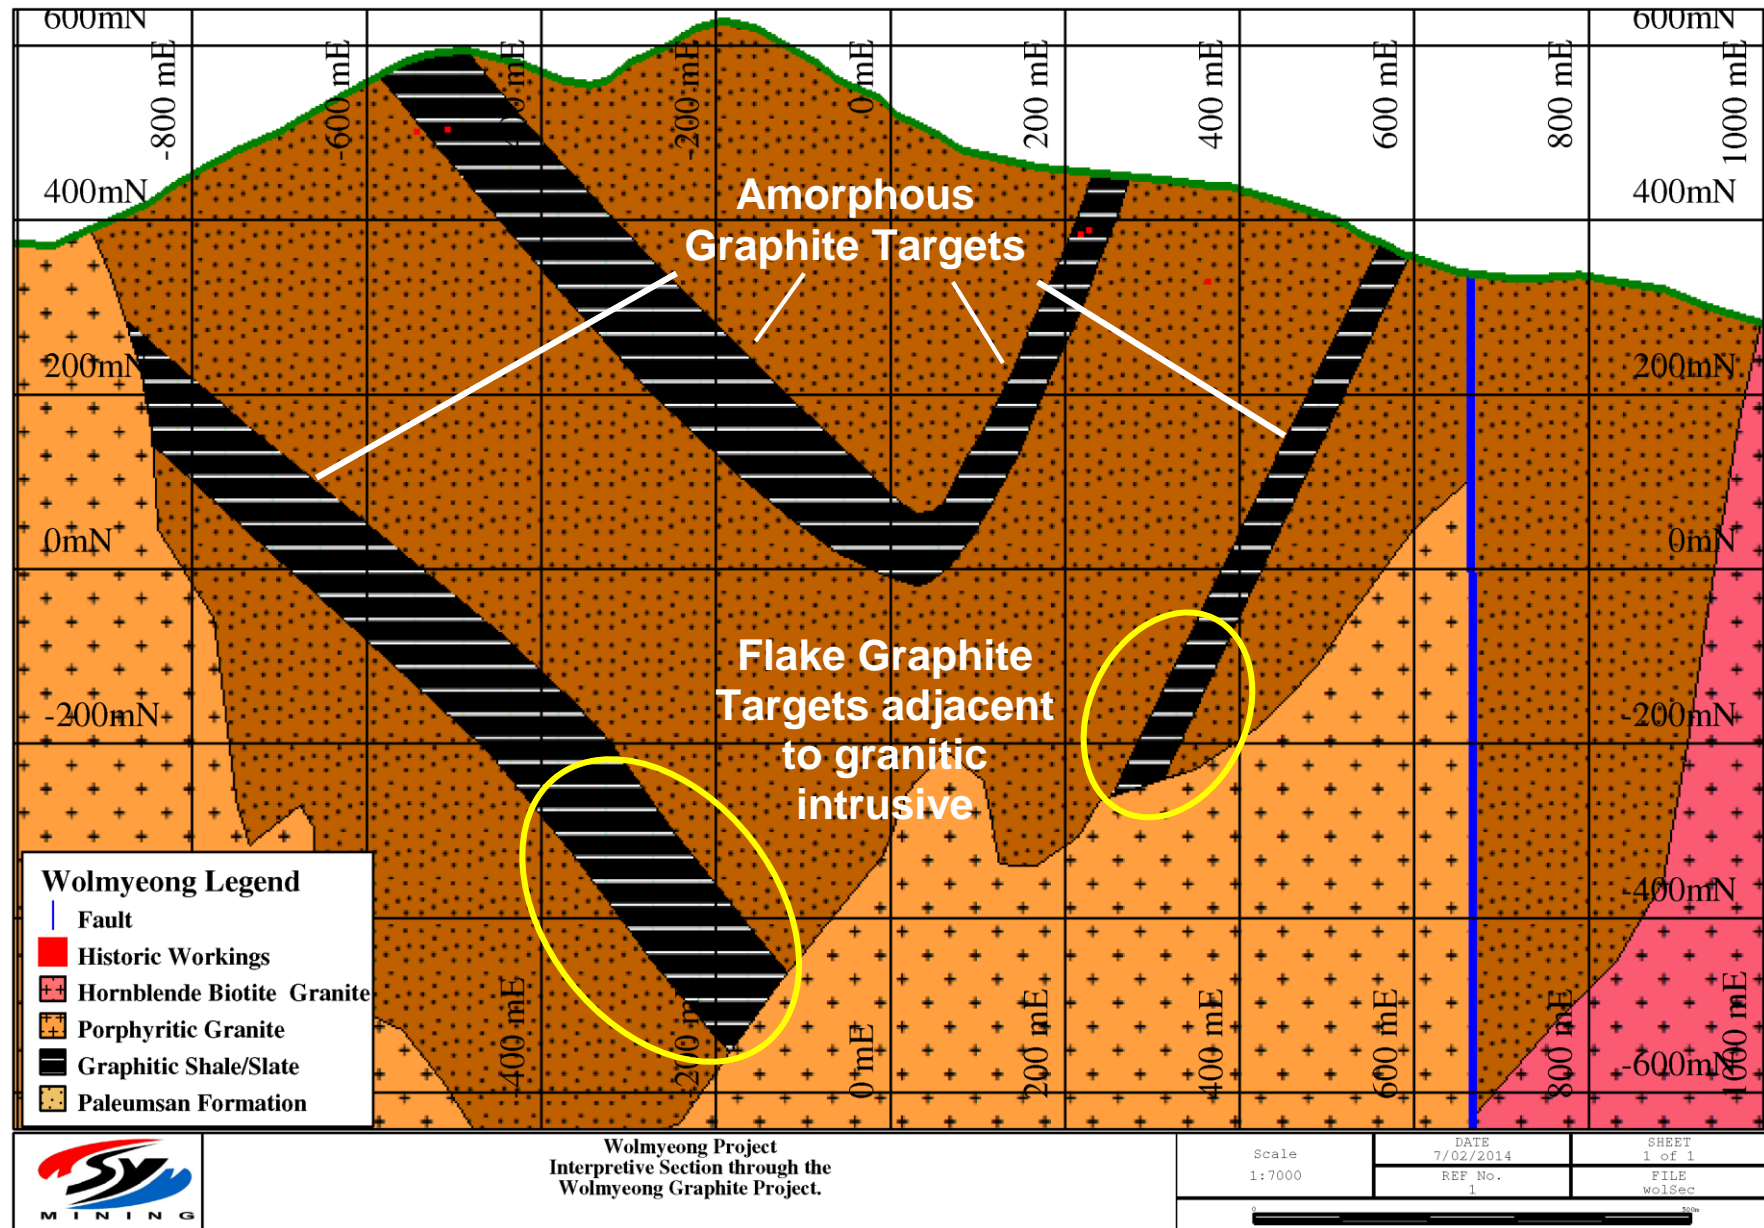 600mN
600mN
-800 mE
-600 mE
-200 mE
0 mE
200 mE
400 mE
600 mE
800 mE
1000 mE
400mN
400mN
Amorphous
Graphite Targets
200mN
200mN
0mN
0mN
Flake Graphite
Targets adjacent
to granitic
intrusive
-200mN
-200mN
-400mN
-600mN
-400 mE
0 mE
200 mE
400 mE
600 mE
800 mE
1000 mE
Wolmyeong Legend
Fault
Historic Workings
Hornblende Biotite Granite
Porphyritic Granite
Graphitic Shale/Slate
Paleumsan Formation
SY
MINING
Wolmyeong Project
Interpretive Section through the
Wolmyeong Graphite Project.
Scale
1:7000
DATE
7/02/2014
SHEET
1 of 1
REF No.
1
FILE
wolSec
0
500m